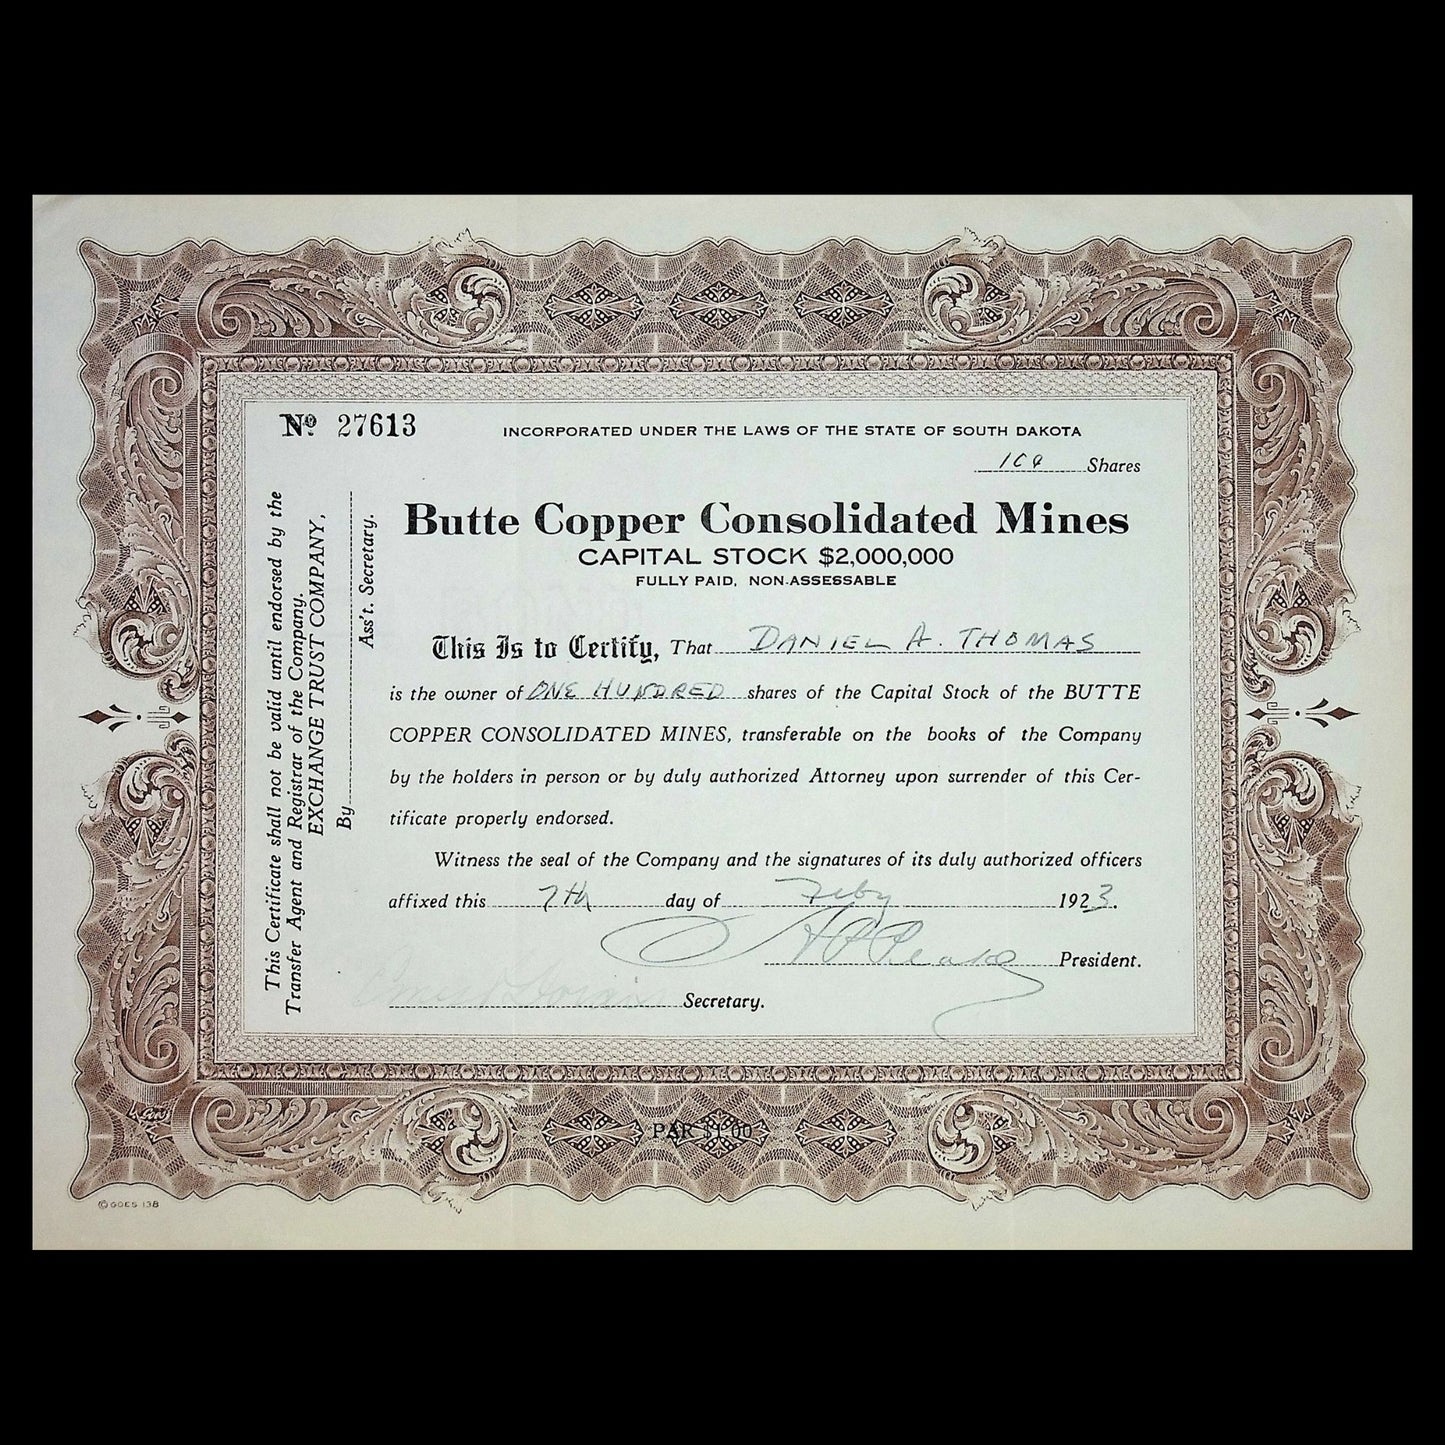 Nº 27613
INCORPORATED UNDER THE LAWS OF THE STATE OF SOUTH DAKOTA
100 Shares
Butte Copper Consolidated Mines
CAPITAL STOCK $2,000,000
FULLY PAID, NON-ASSESSABLE
This Is to Certify, That DANIEL A. THOMAS
is the owner of ONE HUNDRED shares of the Capital Stock of the BUTTE
COPPER CONSOLIDATED MINES, transferable on the books of the Company
by the holders in person or by duly authorized Attorney upon surrender of this Cer-
tificate properly endorsed.
Witness the seal of the Company and the signatures of its duly authorized officers
affixed this 7th day of Feby 1923.
President.
Secretary.
This Certificate shall not be valid until endorsed by the
Transfer Agent and Registrar of the Company.
EXCHANGE TRUST COMPANY,
By
Ass't. Secretary.
PAR $1.00
© GOES 138